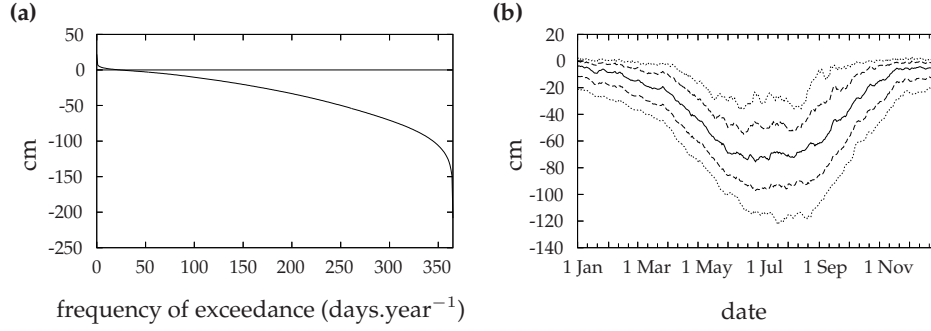 (a)
50
0
-50
-100
-150
-200
-250
cm
0 50 100 150 200 250 300 350
frequency of exceedance (days.year−1)
(b)
20
0
-20
-40
-60
-80
-100
-120
-140
cm
1 Jan 1 Mar 1 May 1 Jul 1 Sep 1 Nov
date